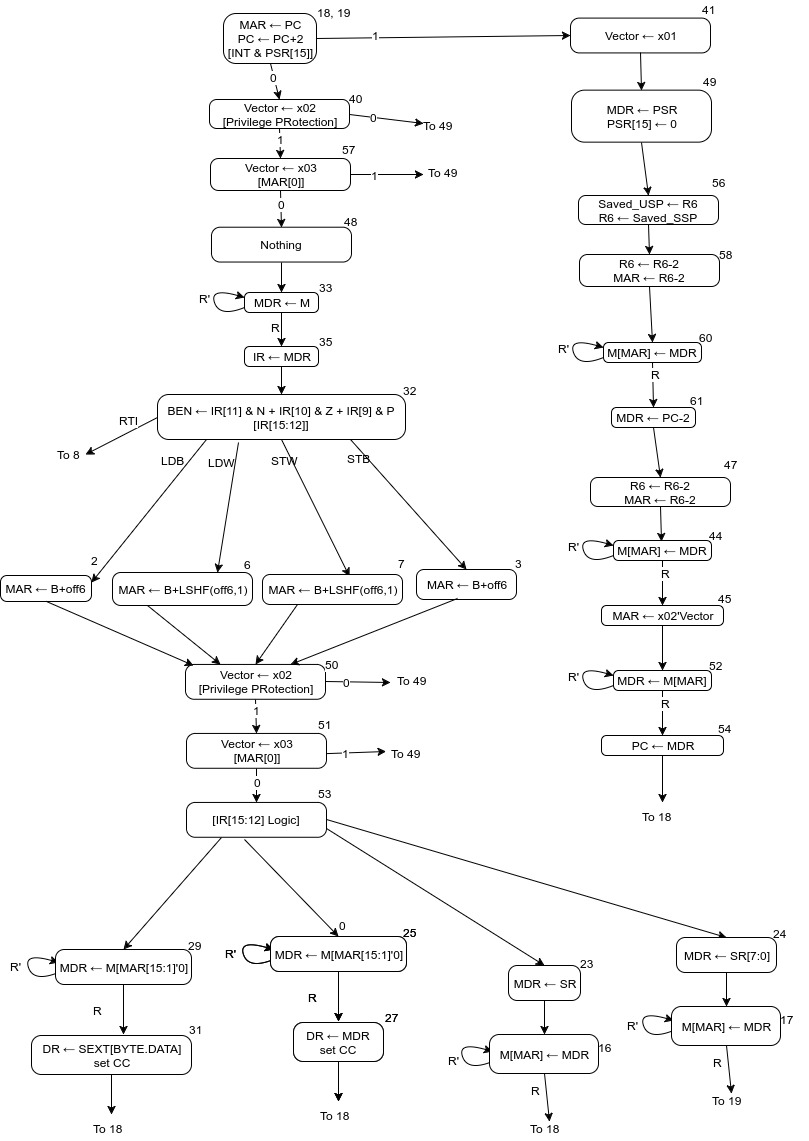 18, 19
MAR ← PC
PC ← PC+2
[INT & PSR[15]]
1
0
41
Vector ← x01
40
Vector ← x02
[Privilege PRotection]
0
To 49
1
49
MDR ← PSR
PSR[15] ← 0
57
Vector ← x03
[MAR[0]]
1
To 49
0
56
Saved_USP ← R6
R6 ← Saved_SSP
48
Nothing
58
R6 ← R6-2
MAR ← R6-2
33
R'
MDR ← M
R
60
R'
M[MAR] ← MDR
R
35
IR ← MDR
32
BEN ← IR[11] & N + IR[10] & Z + IR[9] & P
[IR[15:12]]
RTI
To 8
LDB
LDW
STW
STB
61
MDR ← PC-2
47
R6 ← R6-2
MAR ← R6-2
44
R'
M[MAR] ← MDR
R
2
MAR ← B+off6
6
MAR ← B+LSHF(off6,1)
7
MAR ← B+LSHF(off6,1)
3
MAR ← B+off6
45
MAR ← x02'Vector
50
Vector ← x02
[Privilege PRotection]
0
To 49
1
52
R'
MDR ← M[MAR]
R
51
Vector ← x03
[MAR[0]]
1
To 49
0
54
PC ← MDR
To 18
53
[IR[15:12] Logic]
29
R'
MDR ← M[MAR[15:1]'0]
R
0
25
R'
MDR ← M[MAR[15:1]'0]
R
23
MDR ← SR
24
MDR ← SR[7:0]
31
DR ← SEXT[BYTE.DATA]
set CC
To 18
27
DR ← MDR
set CC
To 18
16
R'
M[MAR] ← MDR
R
To 18
17
R'
M[MAR] ← MDR
R
To 19